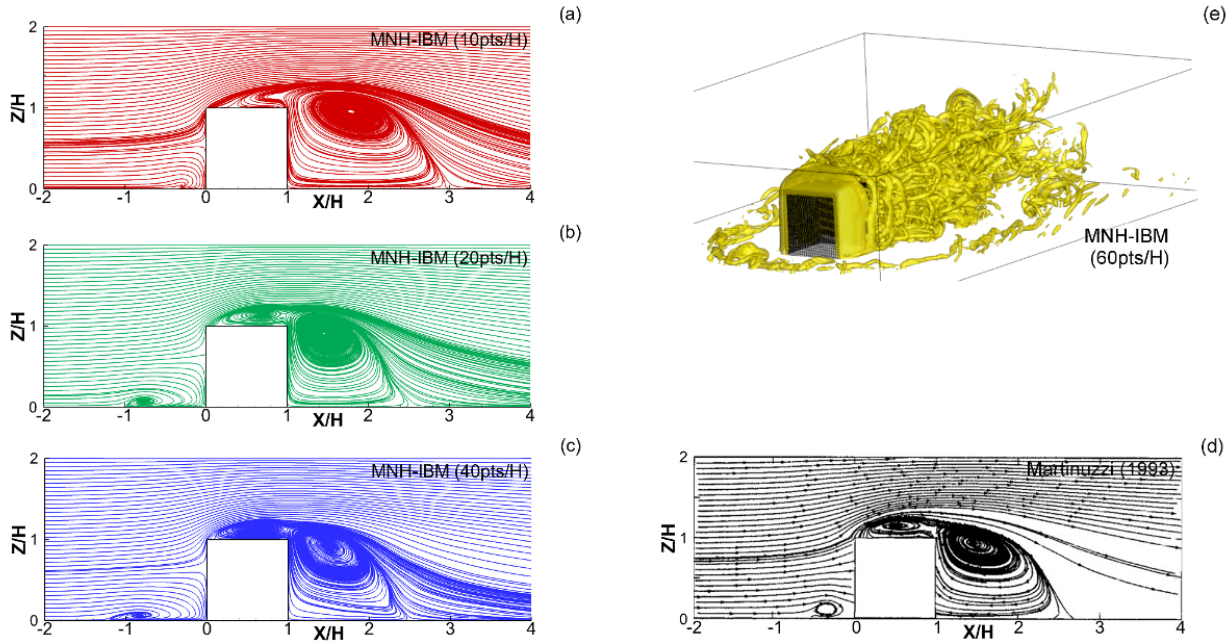 (a)
MNH-IBM (10pts/H)
2
1
0
Z/H
-2 -1 0 1 2 3 4
X/H
(b)
MNH-IBM (20pts/H)
2
1
0
Z/H
-2 -1 0 1 2 3 4
X/H
(c)
MNH-IBM (40pts/H)
2
1
0
Z/H
-2 -1 0 1 2 3 4
X/H
(e)
MNH-IBM
(60pts/H)
(d)
Martinuzzi (1993)
2
1
0
Z/H
-2 -1 0 1 2 3 4
X/H